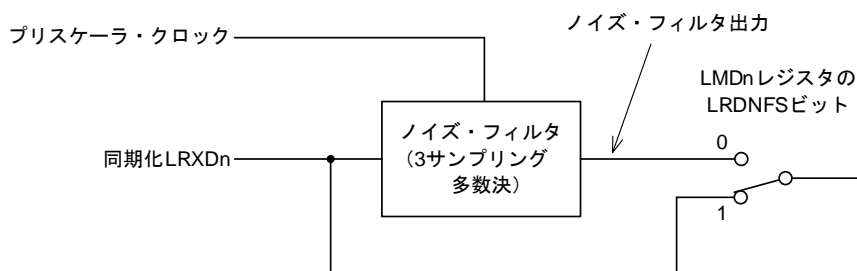 ノイズ・フィルタ出力
プリスケーラ・クロック
LMDnレジスタの
LRDNFSビット
ノイズ・フィルタ
（3サンプリング
多数決）
同期化LRXDn
0
1